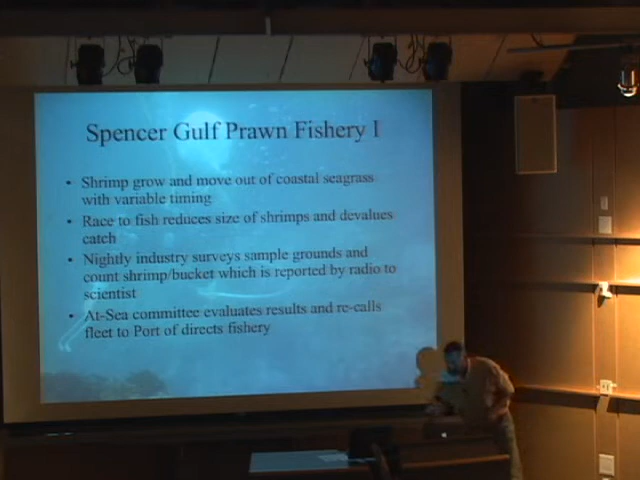 Spencer Gulf Prawn Fishery I
• Shrimp grow and move out of coastal seagrass
with variable timing
• Race to fish reduces size of shrimps and devalues
catch
• Nightly industry surveys sample grounds and
count shrimp/bucket which is reported by radio to
scientist
• At-Sea committee evaluates results and re-calls
fleet to Port of directs fishery